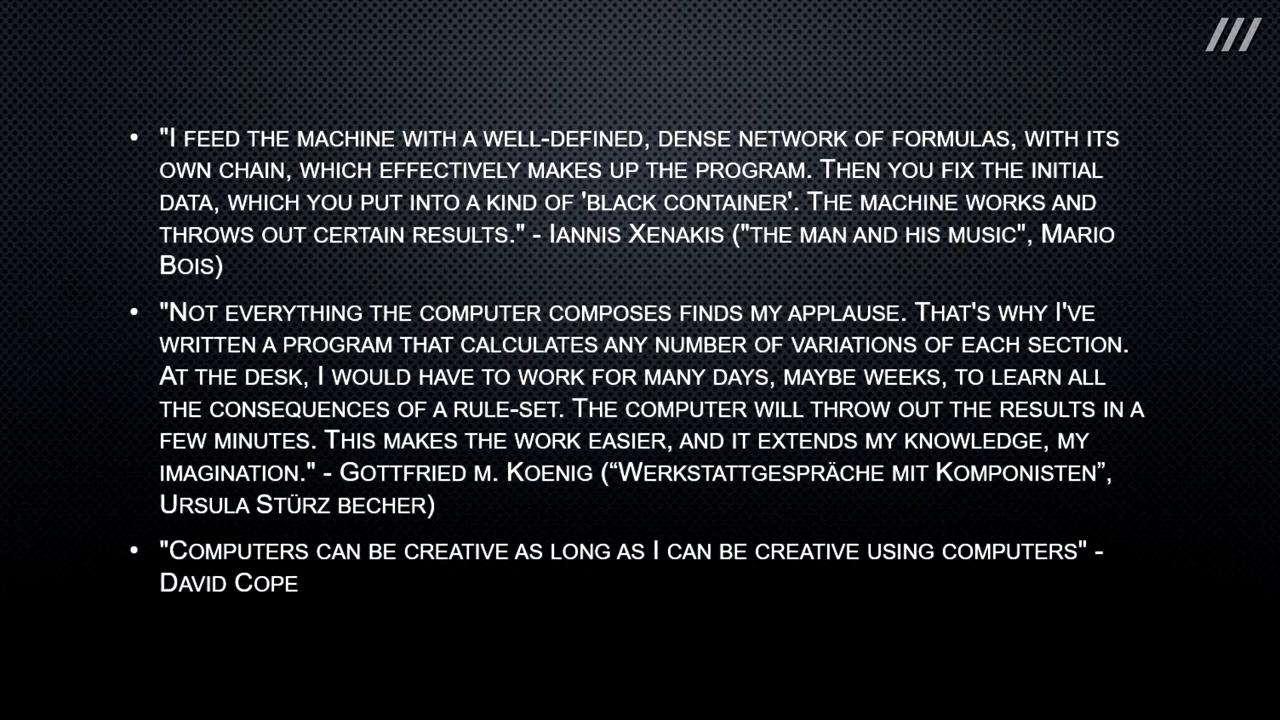 • "I FEED THE MACHINE WITH A WELL-DEFINED, DENSE NETWORK OF FORMULAS, WITH ITS
OWN CHAIN, WHICH EFFECTIVELY MAKES UP THE PROGRAM. THEN YOU FIX THE INITIAL
DATA, WHICH YOU PUT INTO A KIND OF 'BLACK CONTAINER'. THE MACHINE WORKS AND
THROWS OUT CERTAIN RESULTS." - IANNIS XENAKIS ("THE MAN AND HIS MUSIC", MARIO
BOIS)
• "NOT EVERYTHING THE COMPUTER COMPOSES FINDS MY APPLAUSE. THAT'S WHY I'VE
WRITTEN A PROGRAM THAT CALCULATES ANY NUMBER OF VARIATIONS OF EACH SECTION.
AT THE DESK, I WOULD HAVE TO WORK FOR MANY DAYS, MAYBE WEEKS, TO LEARN ALL
THE CONSEQUENCES OF A RULE-SET. THE COMPUTER WILL THROW OUT THE RESULTS IN A
FEW MINUTES. THIS MAKES THE WORK EASIER, AND IT EXTENDS MY KNOWLEDGE, MY
IMAGINATION." - GOTTFRIED M. KOENIG (“WERKSTATTGESPRÄCHE MIT KOMPONISTEN”,
URSULA STÜRZ BECHER)
• "COMPUTERS CAN BE CREATIVE AS LONG AS I CAN BE CREATIVE USING COMPUTERS" -
DAVID COPE